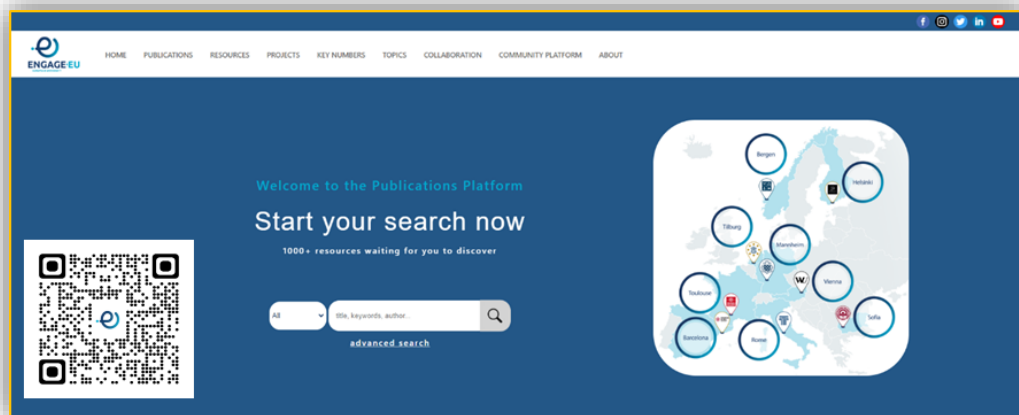 ENGAGE·EU
HOME PUBLICATIONS RESOURCES PROJECTS KEY NUMBERS TOPICS COLLABORATION COMMUNITY PLATFORM ABOUT
Welcome to the Publications Platform
Start your search now
1000+ resources waiting for you to discover
All
title, keywords, author...
advanced search
Bergen
Helsinki
Tilburg
Mannheim
Toulouse
Vienna
Sofia
Barcelona
Rome